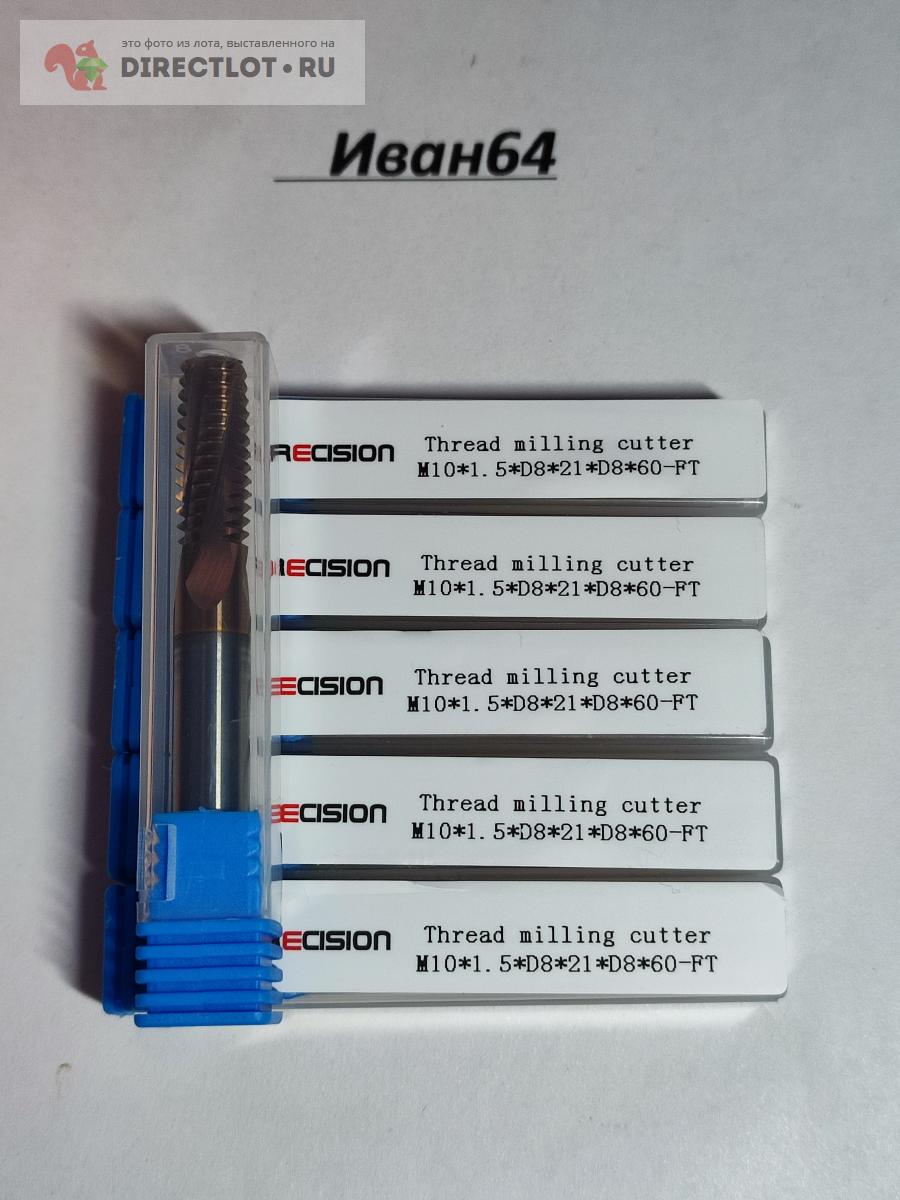 это фото из лота, выставленного на
DIRECTLOT•RU
Иван64
8
RECISION
Thread milling cutter
M10*1.5*D8*21*D8*60-FT
ECISION
Thread milling cutter
M10*1.5*D8*21*D8*60-FT
ECISION
Thread milling cutter
M10*1.5*D8*21*D8*60-FT
ECISION
Thread milling cutter
M10*1.5*D8*21*D8*60-FT
ECISION
Thread milling cutter
M10*1.5*D8*21*D8*60-FT